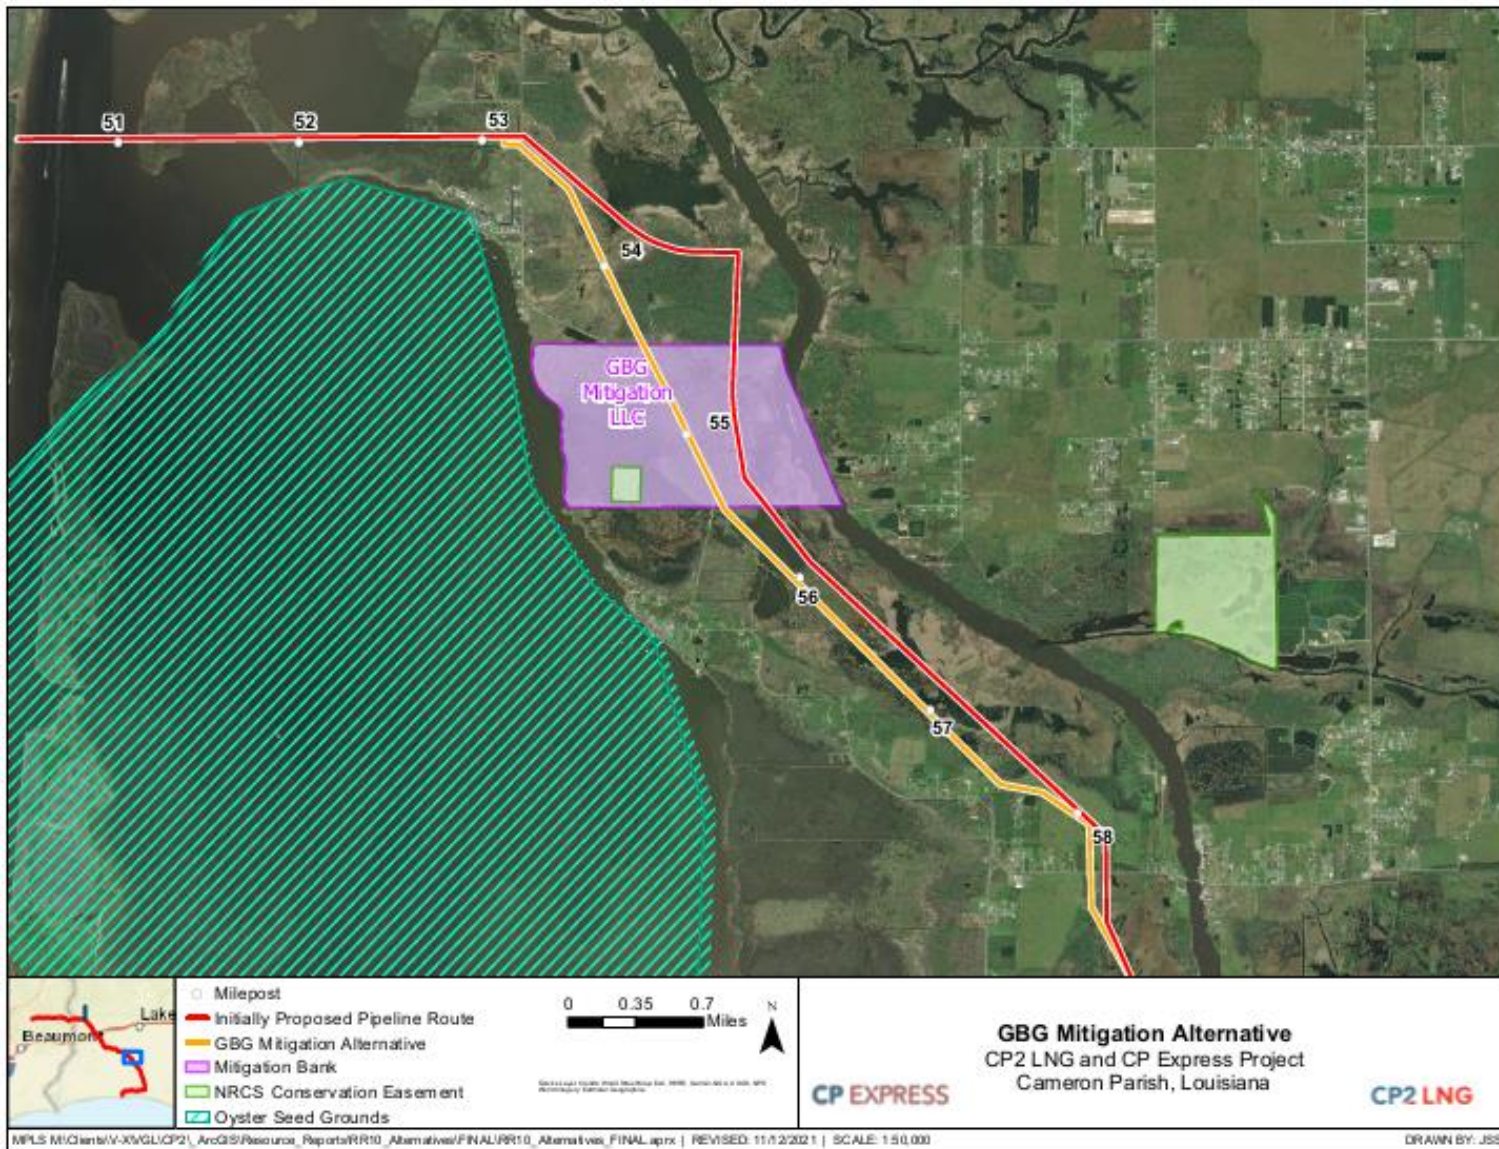 51
52
53
54
GBG
Mitigation
LLC
55
56
57
58
Beaumont
Lake
Milepost
Initially Proposed Pipeline Route
GBG Mitigation Alternative
Mitigation Bank
NRCS Conservation Easement
Oyster Seed Grounds
0 0.35 0.7
Miles
N
CP EXPRESS
GBG Mitigation Alternative
CP2 LNG and CP Express Project
Cameron Parish, Louisiana
CP2 LNG
REVISED: 11/12/2021 | SCALE: 1:50,000
DRAWN BY: JSS